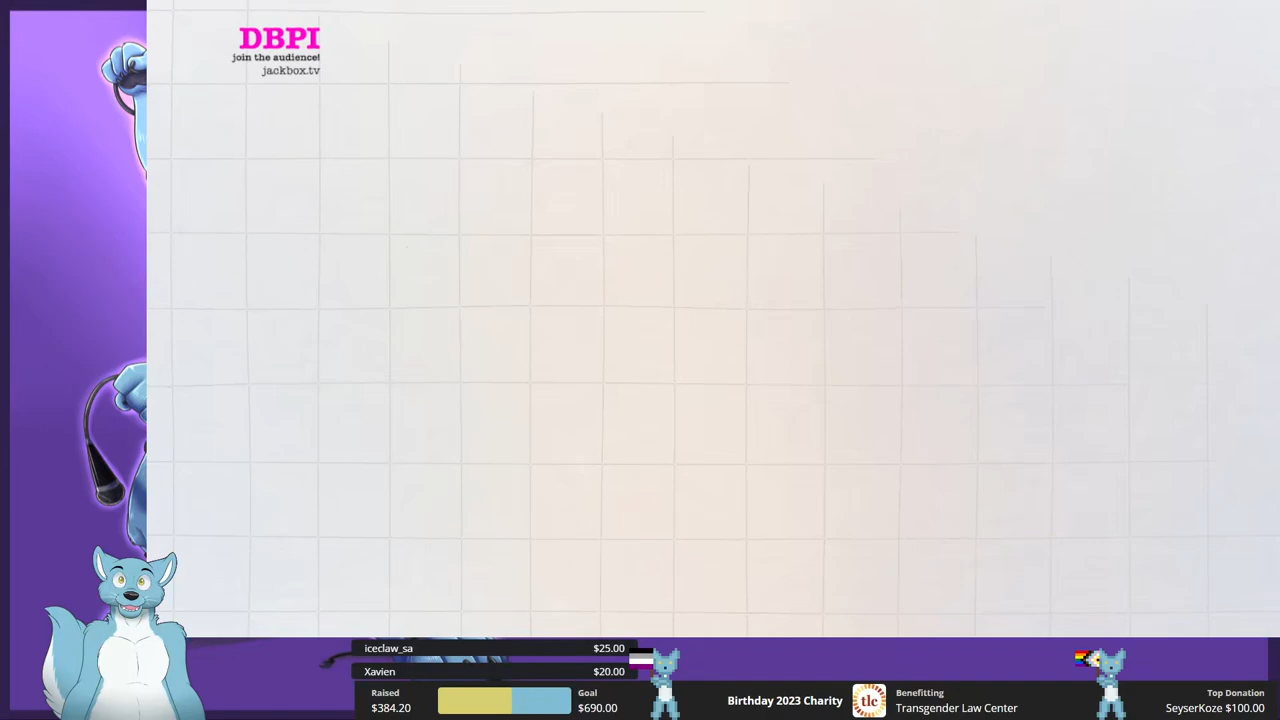 DBPI
join the audience!
jackbox.tv
iceclaw_sa $25.00
Xavien $20.00
Raised Goal
$384.20 $690.00
Birthday 2023 Charity
tlc
Benefitting
Transgender Law Center
Top Donation
SeyserKoze $100.00